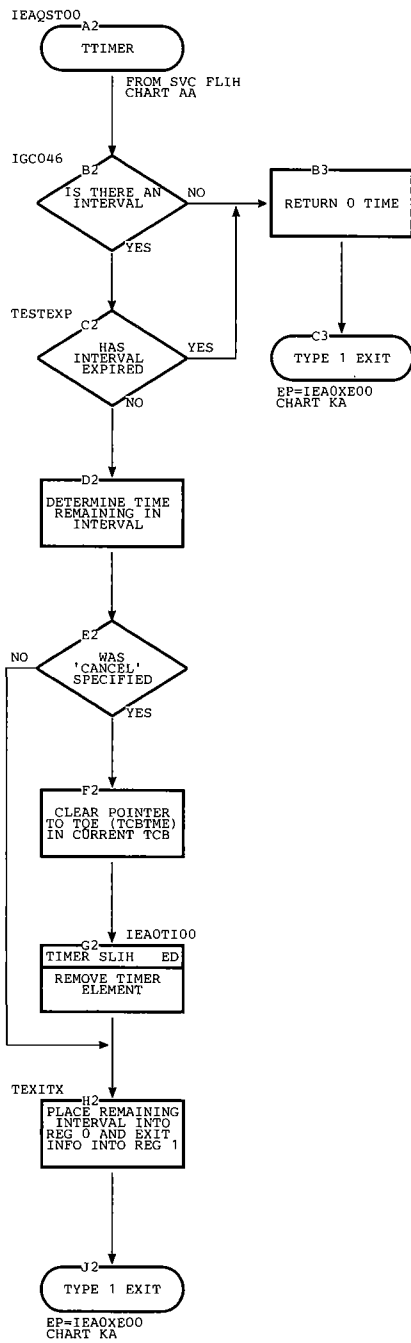 IEAQST00
A2
TTIMER
FROM SVC FLIH
CHART AA
IGC046
B2
IS THERE AN
INTERVAL
NO
YES
B3
RETURN 0 TIME
TESTEXP
C2
HAS
INTERVAL
EXPIRED
YES
NO
C3
TYPE 1 EXIT
EP=IEA0XE00
CHART KA
D2
DETERMINE TIME
REMAINING IN
INTERVAL
E2
NO
WAS
'CANCEL'
SPECIFIED
YES
F2
CLEAR POINTER
TO TQE (TCBTME)
IN CURRENT TCB
IEAOTI00
G2
TIMER SLIH ED
REMOVE TIMER
ELEMENT
TEXITX
H2
PLACE REMAINING
INTERVAL INTO
REG 0 AND EXIT
INFO INTO REG 1
J2
TYPE 1 EXIT
EP=IEA0XE00
CHART KA